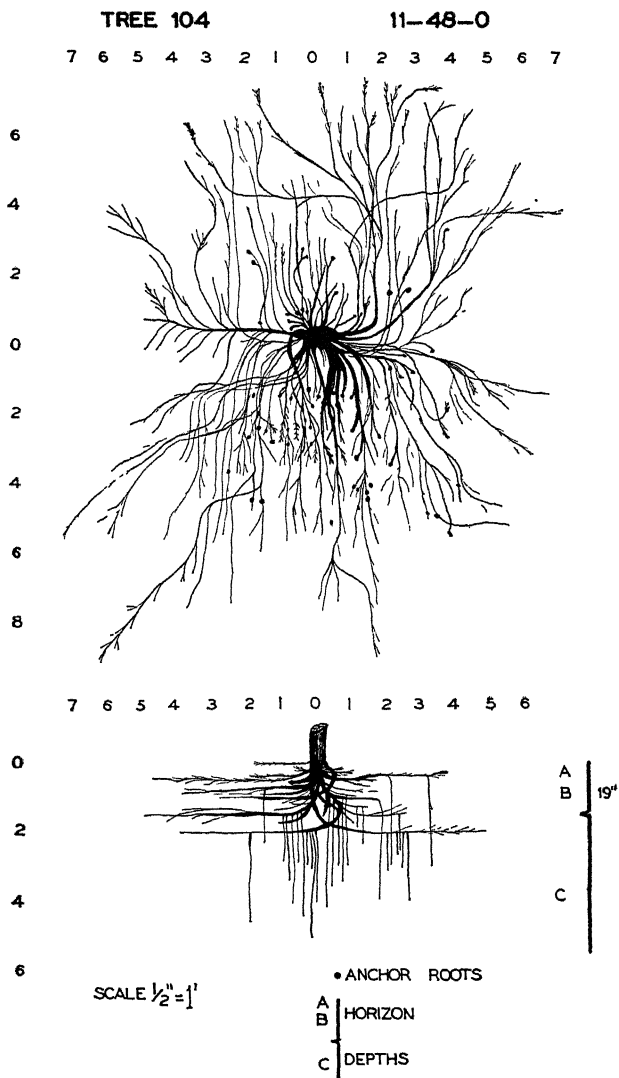 TREE 104 11-48-0
7 6 5 4 3 2 1 0 1 2 3 4 5 6 7
6
4
2
0
2
4
6
8
7 6 5 4 3 2 1 0 1 2 3 4 5 6
0 A
B 19"
2
4 C
6 ● ANCHOR ROOTS
SCALE 1/2" = 1'
A
B HORIZON
C DEPTHS